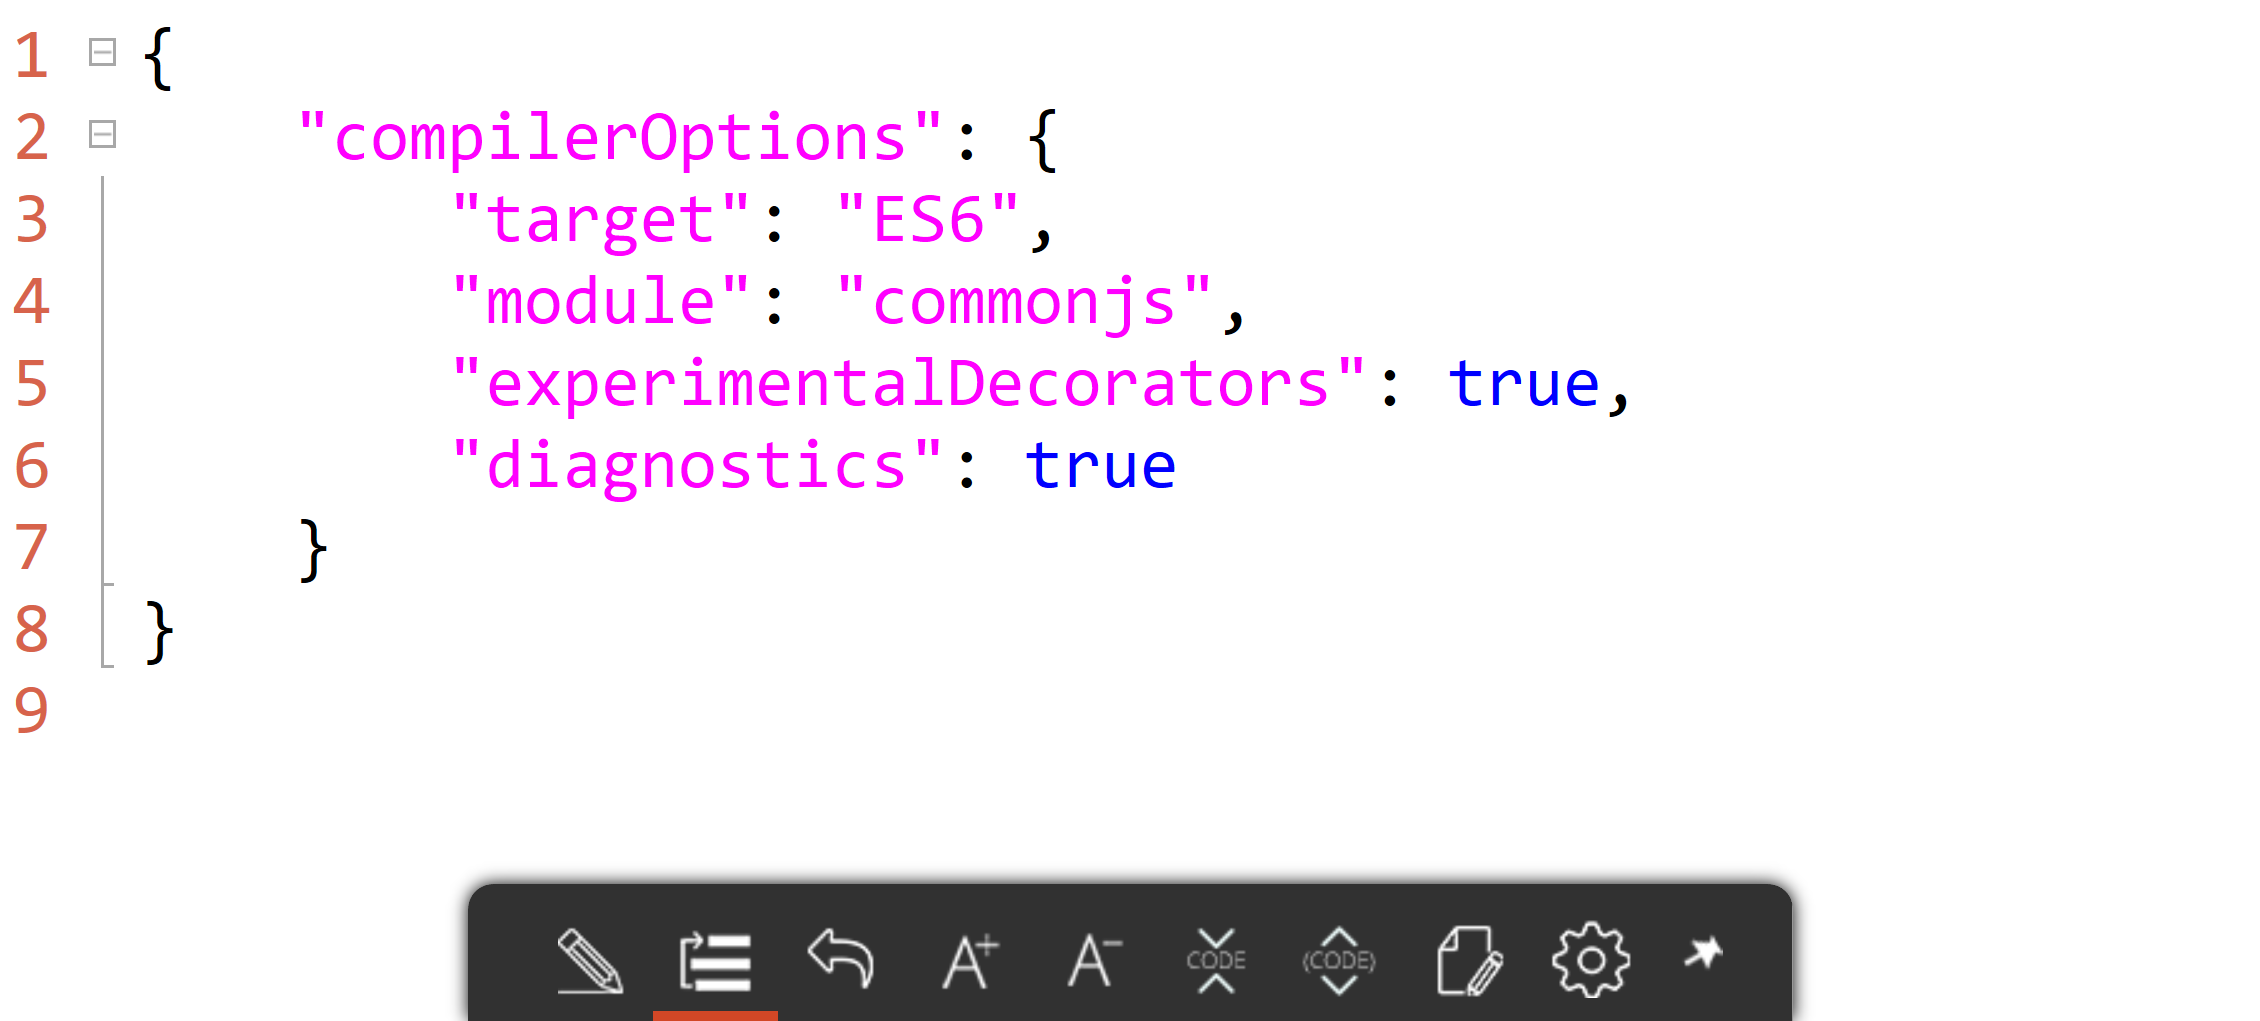 1 {
2     "compilerOptions": {
3         "target": "ES6",
4         "module": "commonjs",
5         "experimentalDecorators": true,
6         "diagnostics": true
7     }
8 }
9
A+ A- CODE (CODE)